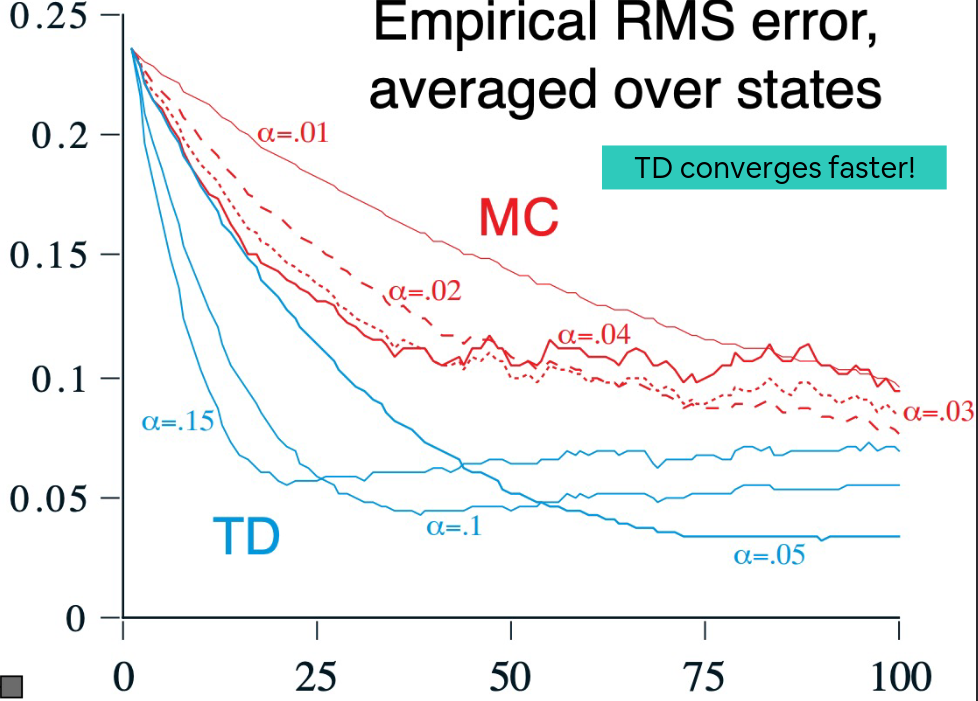 Empirical RMS error,
averaged over states
TD converges faster!
0.25
0.2
0.15
0.1
0.05
0
α=.01
MC
α=.02
α=.04
α=.03
α=.15
TD
α=.1
α=.05
0 25 50 75 100